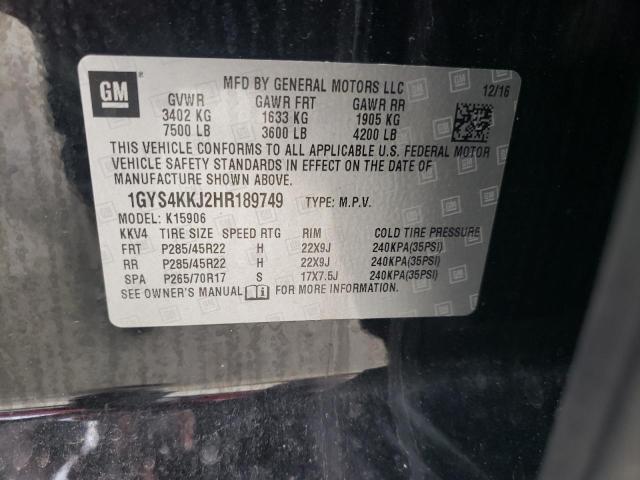 GM ®
MFD BY GENERAL MOTORS LLC
12/16
GVWR GAWR FRT GAWR RR
3402 KG 1633 KG 1905 KG
7500 LB 3600 LB 4200 LB
THIS VEHICLE CONFORMS TO ALL APPLICABLE U.S. FEDERAL MOTOR
VEHICLE SAFETY STANDARDS IN EFFECT ON THE DATE OF
MANUFACTURE SHOWN ABOVE.
1GYS4KKJ2HR189749 TYPE: M.P.V.
MODEL: K15906
KKV4 TIRE SIZE SPEED RTG RIM COLD TIRE PRESSURE
FRT P285/45R22 H 22X9J 240KPA(35PSI)
RR P285/45R22 H 22X9J 240KPA(35PSI)
SPA P265/70R17 S 17X7.5J 240KPA(35PSI)
SEE OWNER'S MANUAL FOR MORE INFORMATION.